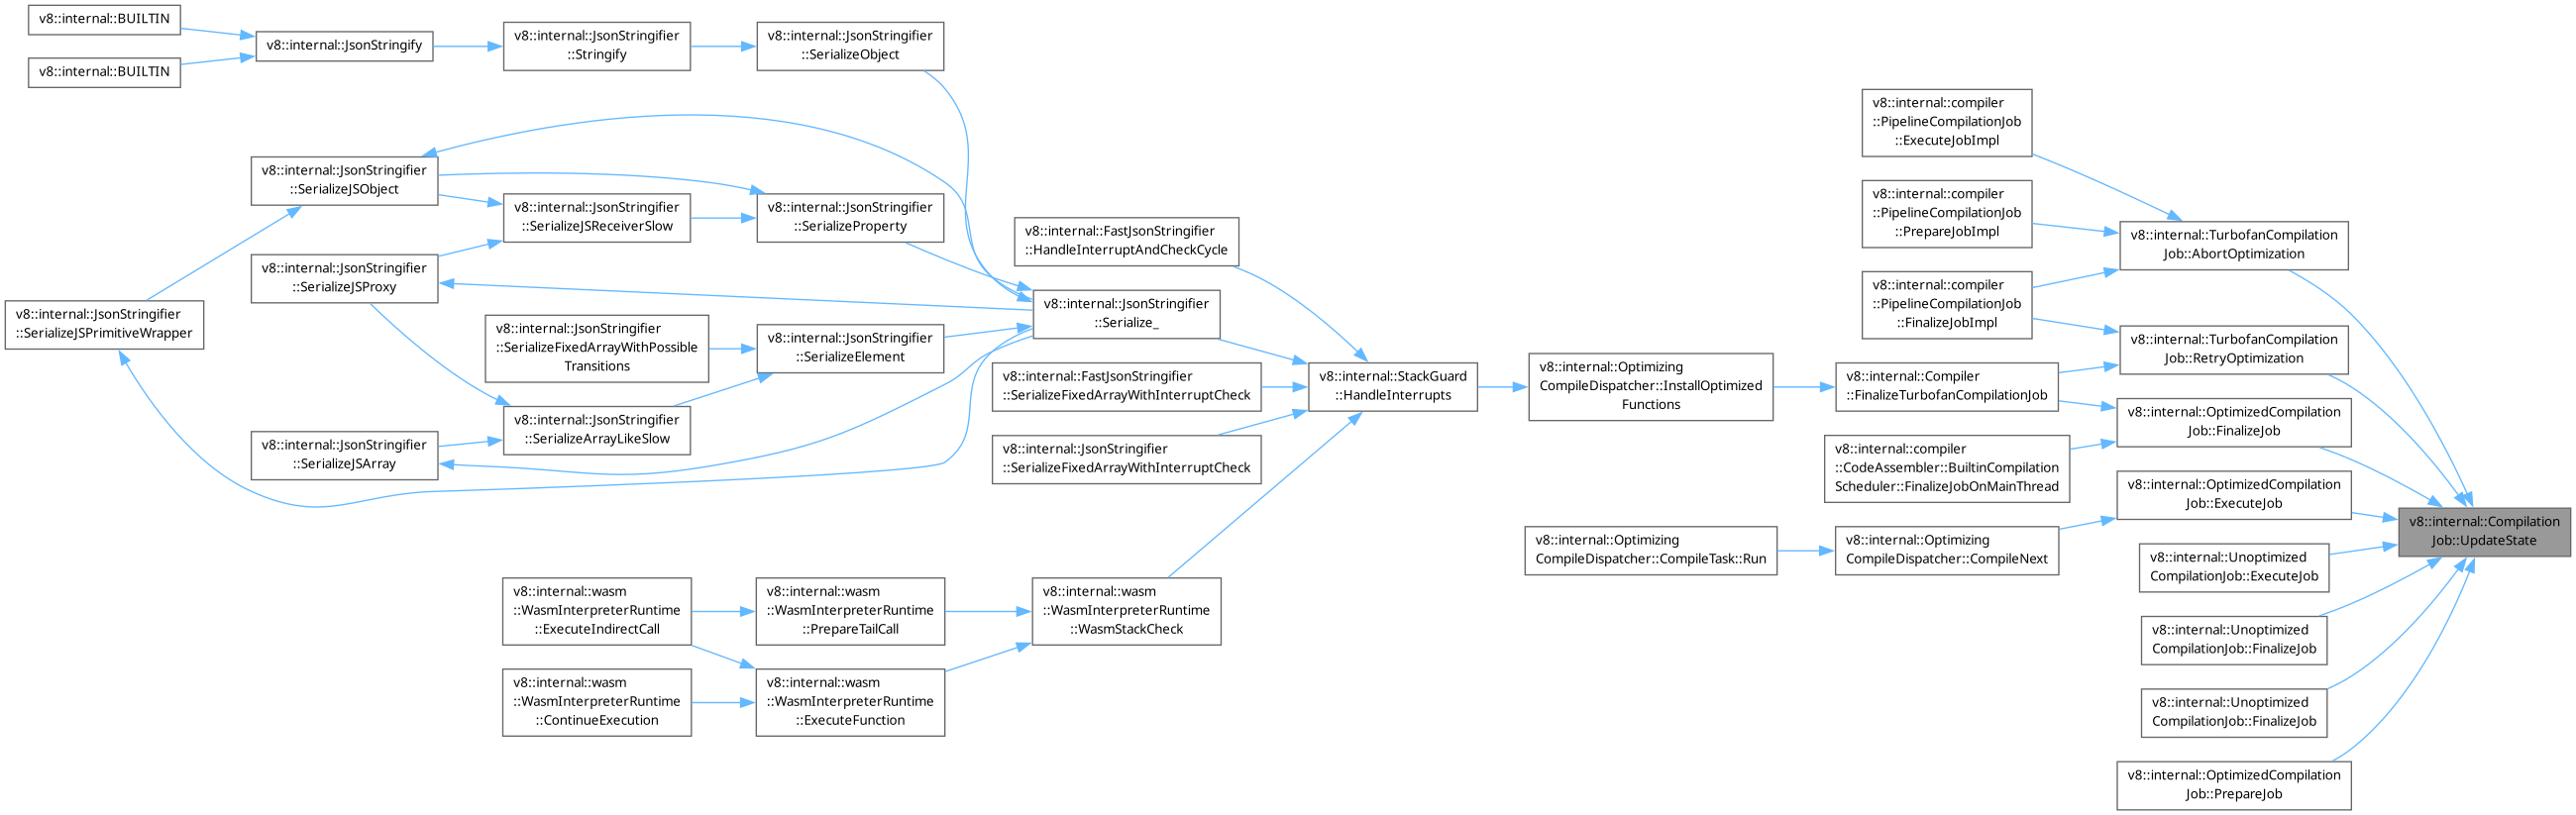 v8::internal::BUILTIN
v8::internal::BUILTIN
v8::internal::JsonStringify
v8::internal::JsonStringifier
::Stringify
v8::internal::JsonStringifier
::SerializeObject
v8::internal::JsonStringifier
::SerializeJSObject
v8::internal::JsonStringifier
::SerializeJSReceiverSlow
v8::internal::JsonStringifier
::SerializeProperty
v8::internal::JsonStringifier
::SerializeJSProxy
v8::internal::JsonStringifier
::SerializeJSPrimitiveWrapper
v8::internal::JsonStringifier
::SerializeFixedArrayWithPossible
Transitions
v8::internal::JsonStringifier
::SerializeElement
v8::internal::JsonStringifier
::SerializeArrayLikeSlow
v8::internal::JsonStringifier
::SerializeJSArray
v8::internal::FastJsonStringifier
::HandleInterruptAndCheckCycle
v8::internal::JsonStringifier
::Serialize_
v8::internal::FastJsonStringifier
::SerializeFixedArrayWithInterruptCheck
v8::internal::JsonStringifier
::SerializeFixedArrayWithInterruptCheck
v8::internal::StackGuard
::HandleInterrupts
v8::internal::Optimizing
CompileDispatcher::InstallOptimized
Functions
v8::internal::wasm
::WasmInterpreterRuntime
::ExecuteIndirectCall
v8::internal::wasm
::WasmInterpreterRuntime
::PrepareTailCall
v8::internal::wasm
::WasmInterpreterRuntime
::WasmStackCheck
v8::internal::wasm
::WasmInterpreterRuntime
::ContinueExecution
v8::internal::wasm
::WasmInterpreterRuntime
::ExecuteFunction
v8::internal::compiler
::PipelineCompilationJob
::ExecuteJobImpl
v8::internal::compiler
::PipelineCompilationJob
::PrepareJobImpl
v8::internal::compiler
::PipelineCompilationJob
::FinalizeJobImpl
v8::internal::Compiler
::FinalizeTurbofanCompilationJob
v8::internal::compiler
::CodeAssembler::BuiltinCompilation
Scheduler::FinalizeJobOnMainThread
v8::internal::Optimizing
CompileDispatcher::CompileTask::Run
v8::internal::Optimizing
CompileDispatcher::CompileNext
v8::internal::TurbofanCompilation
Job::AbortOptimization
v8::internal::TurbofanCompilation
Job::RetryOptimization
v8::internal::OptimizedCompilation
Job::FinalizeJob
v8::internal::OptimizedCompilation
Job::ExecuteJob
v8::internal::Unoptimized
CompilationJob::ExecuteJob
v8::internal::Unoptimized
CompilationJob::FinalizeJob
v8::internal::Unoptimized
CompilationJob::FinalizeJob
v8::internal::OptimizedCompilation
Job::PrepareJob
v8::internal::Compilation
Job::UpdateState